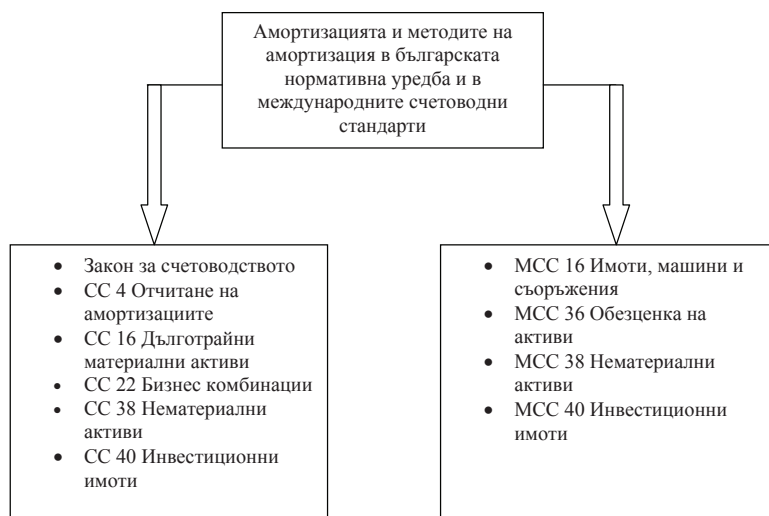 Амортизацията и методите на
амортизация в българската
нормативна уредба и в
международните счетоводни
стандарти
• Закон за счетоводството
• СС 4 Отчитане на
амортизациите
• СС 16 Дълготрайни
материални активи
• СС 22 Бизнес комбинации
• СС 38 Нематериални
активи
• СС 40 Инвестиционни
имоти
• МСС 16 Имоти, машини и
съоръжения
• МСС 36 Обезценка на
активи
• МСС 38 Нематериални
активи
• МСС 40 Инвестиционни
имоти